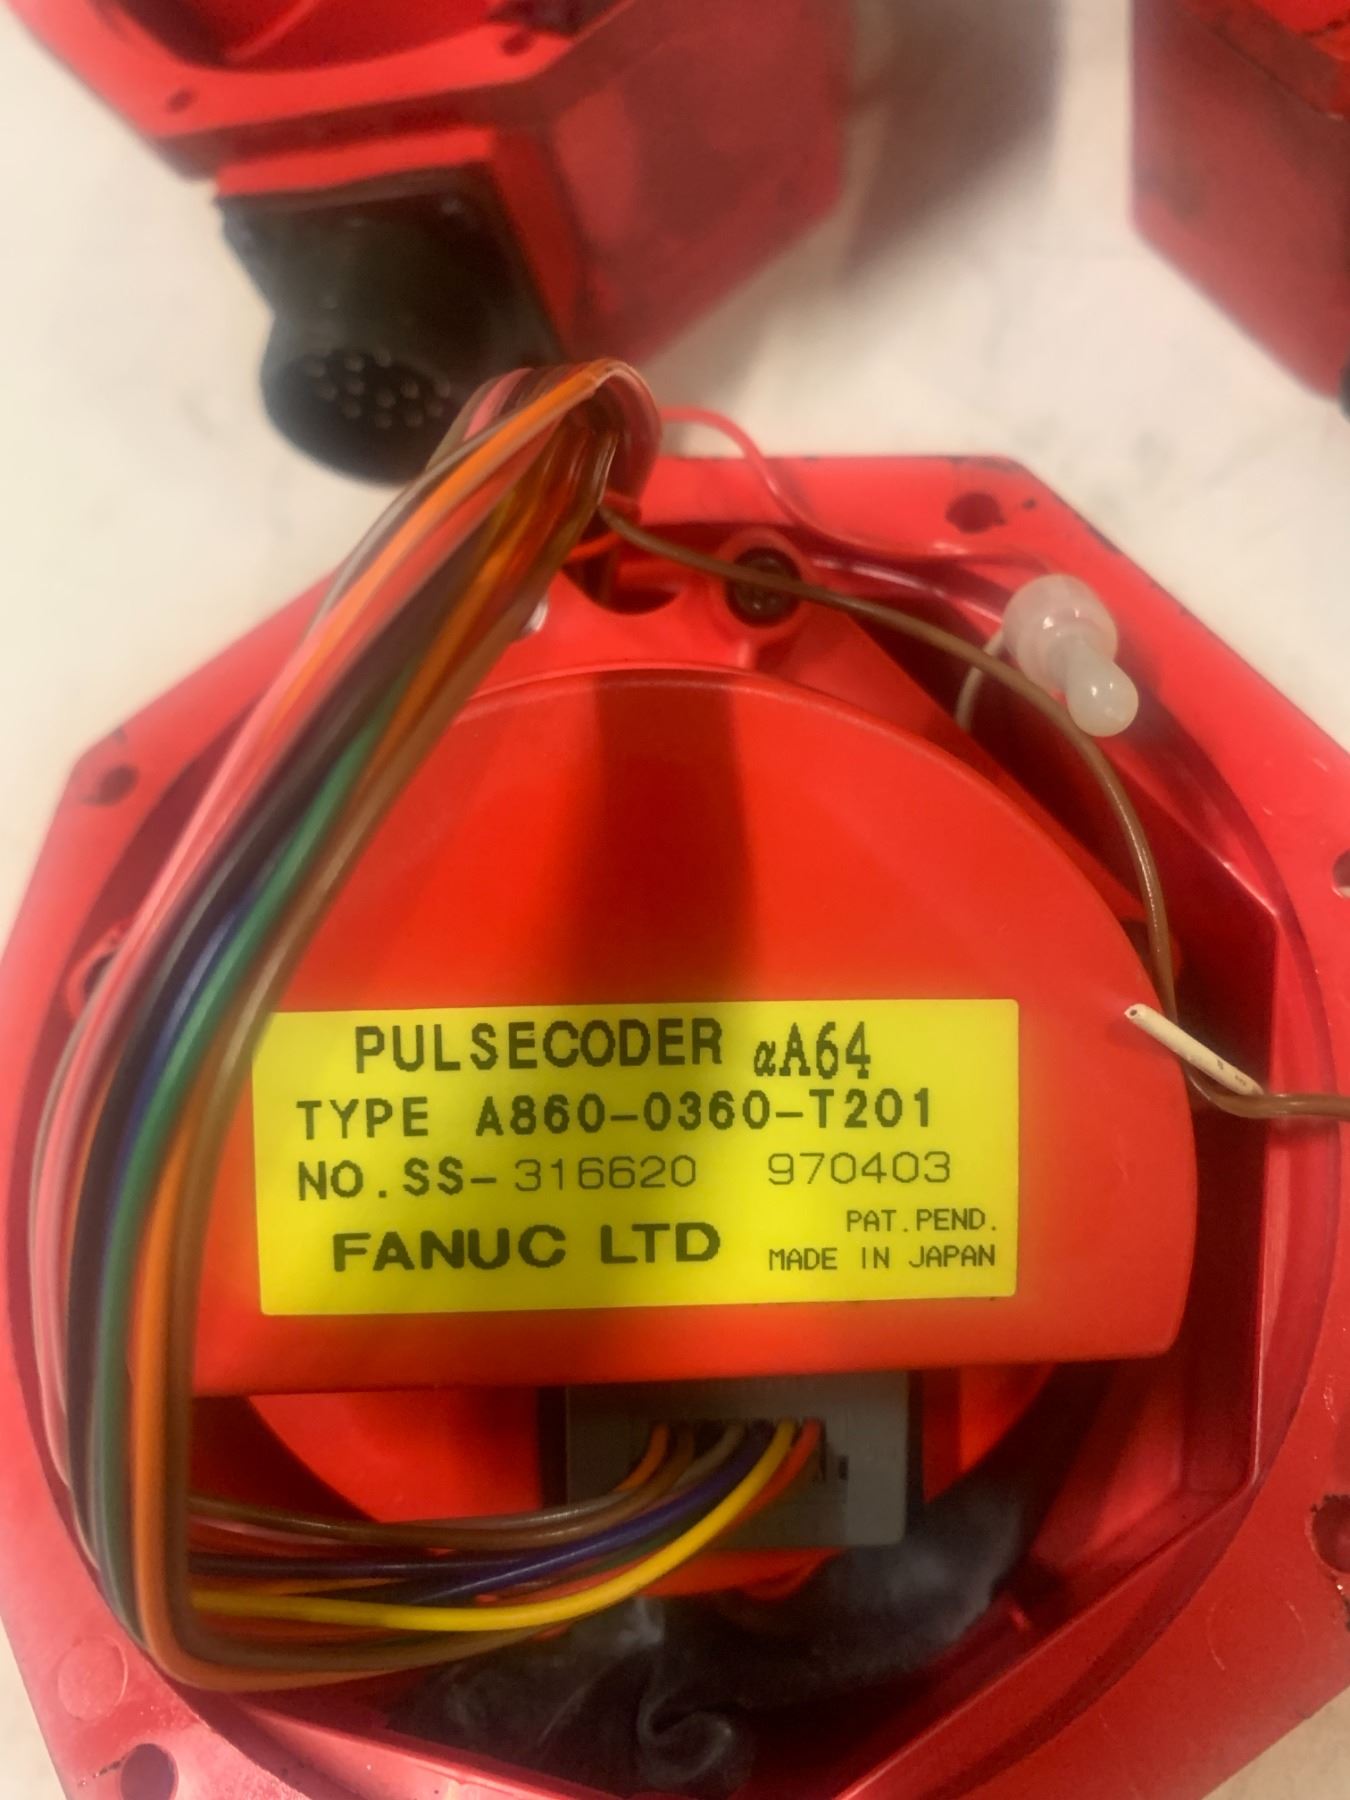 PULSECODER αA64
TYPE A860-0360-T201
NO.SS-316620 970403
FANUC LTD PAT.PEND.
MADE IN JAPAN